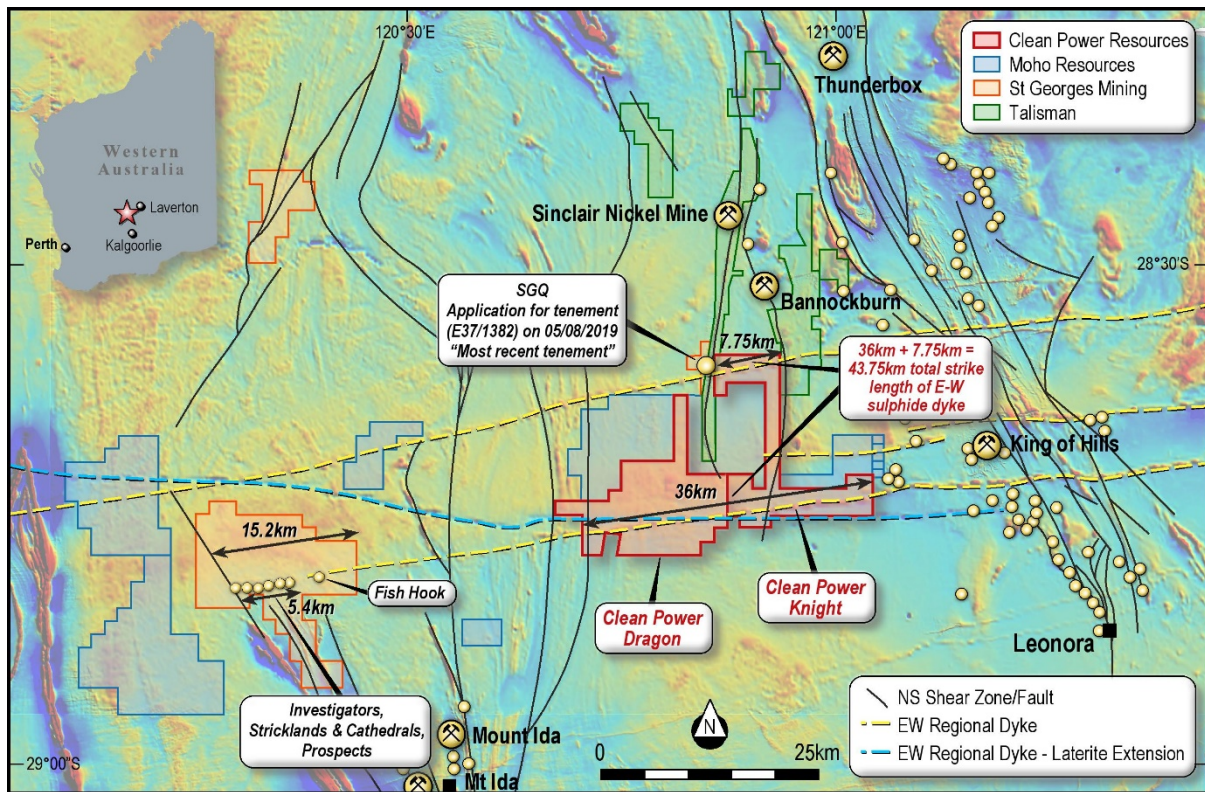 120°30'E
121°00'E
Clean Power Resources
Moho Resources
St Georges Mining
Talisman
Thunderbox
Western
Australia
Laverton
Perth
Kalgoorlie
Sinclair Nickel Mine
28°30'S
SGQ
Application for tenement
(E37/1382) on 05/08/2019
“Most recent tenement”
Bannockburn
7.75km
36km + 7.75km =
43.75km total strike
length of E-W
sulphide dyke
King of Hills
36km
15.2km
Fish Hook
5.4km
Clean Power
Dragon
Clean Power
Knight
Leonora
Investigators,
Stricklands & Cathedrals,
Prospects
NS Shear Zone/Fault
EW Regional Dyke
EW Regional Dyke - Laterite Extension
N
Mount Ida
0
25km
29°00'S
Mt Ida